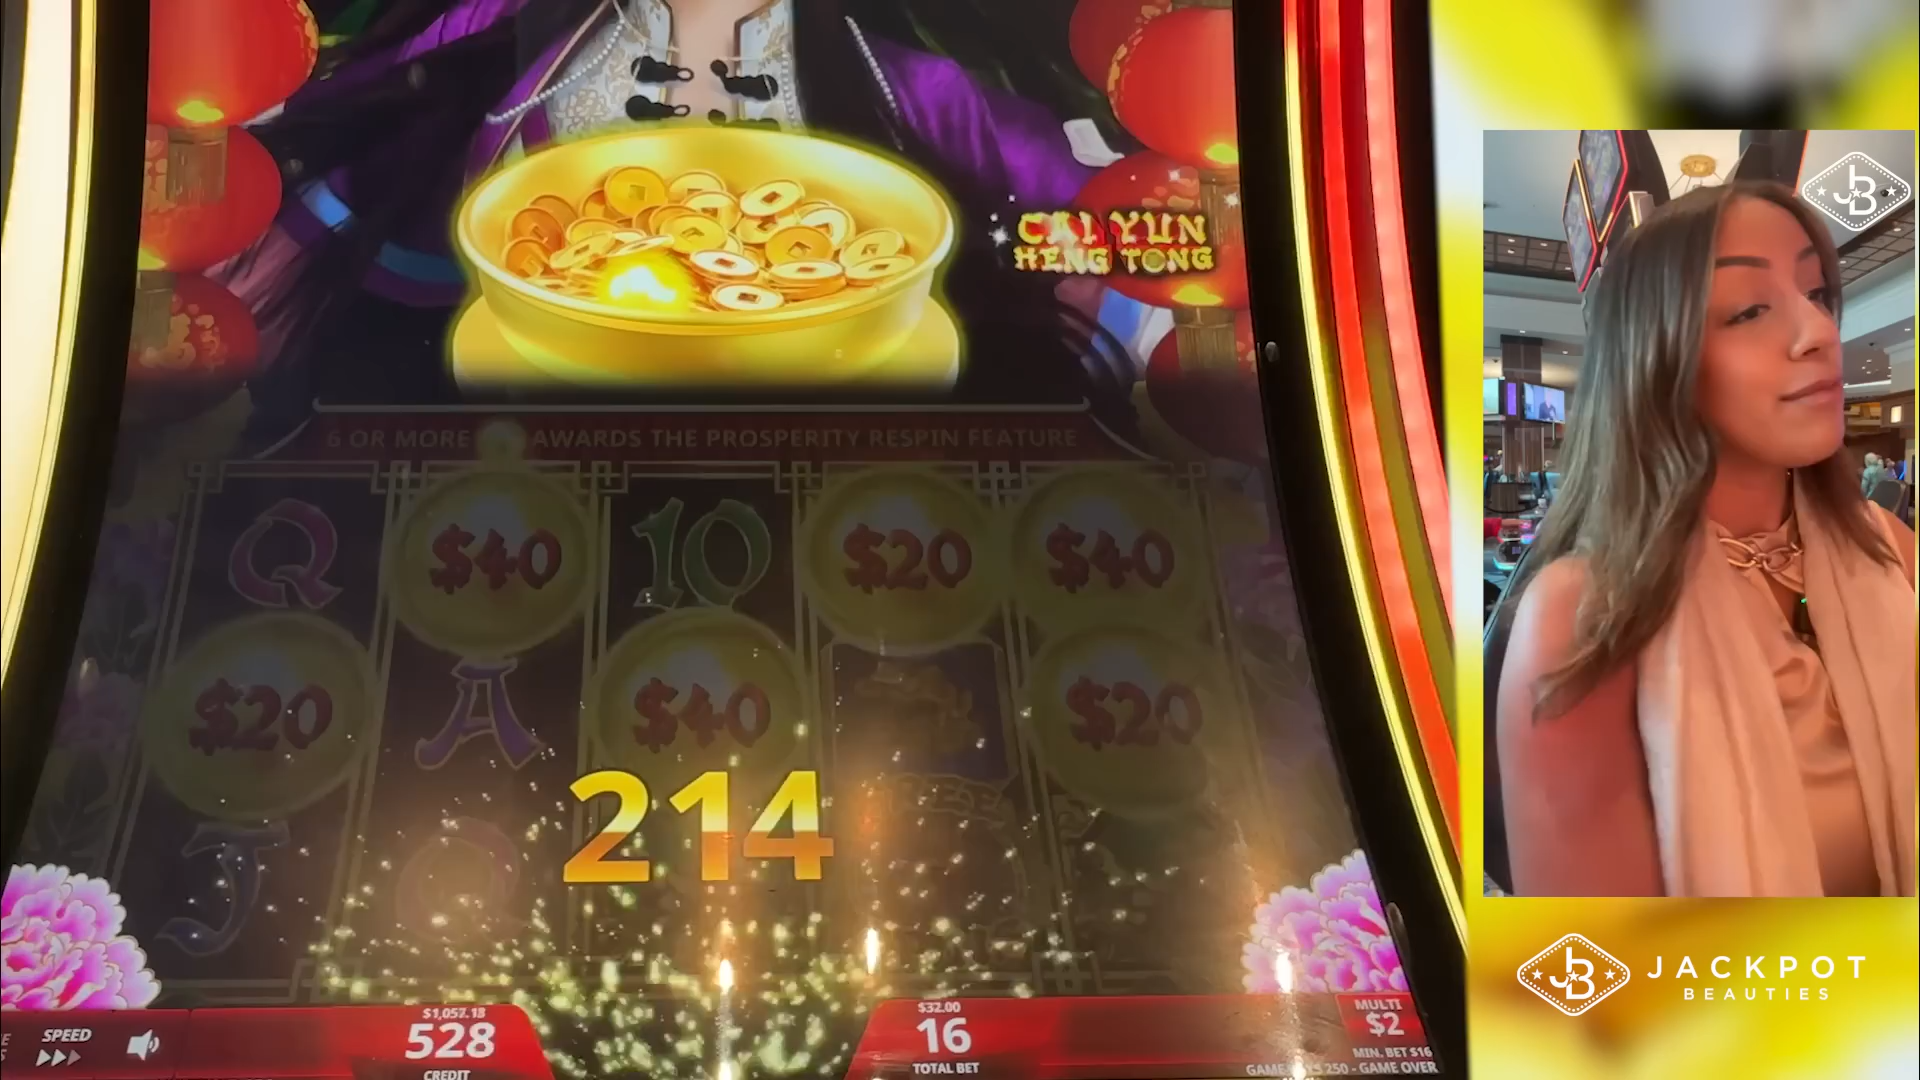 CAI YUN
HENG TONG
JB
6 OR MORE AWARDS THE PROSPERITY RESPIN FEATURE
Q $40 10 $20 $40
$20 A $40 $20
J Q
214
SPEED
$1,057.18
528
CREDIT
$32.00
16
TOTAL BET
MULTI
$2
MIN. BET $16
250 - GAME OVER
JB
JACKPOT
BEAUTIES